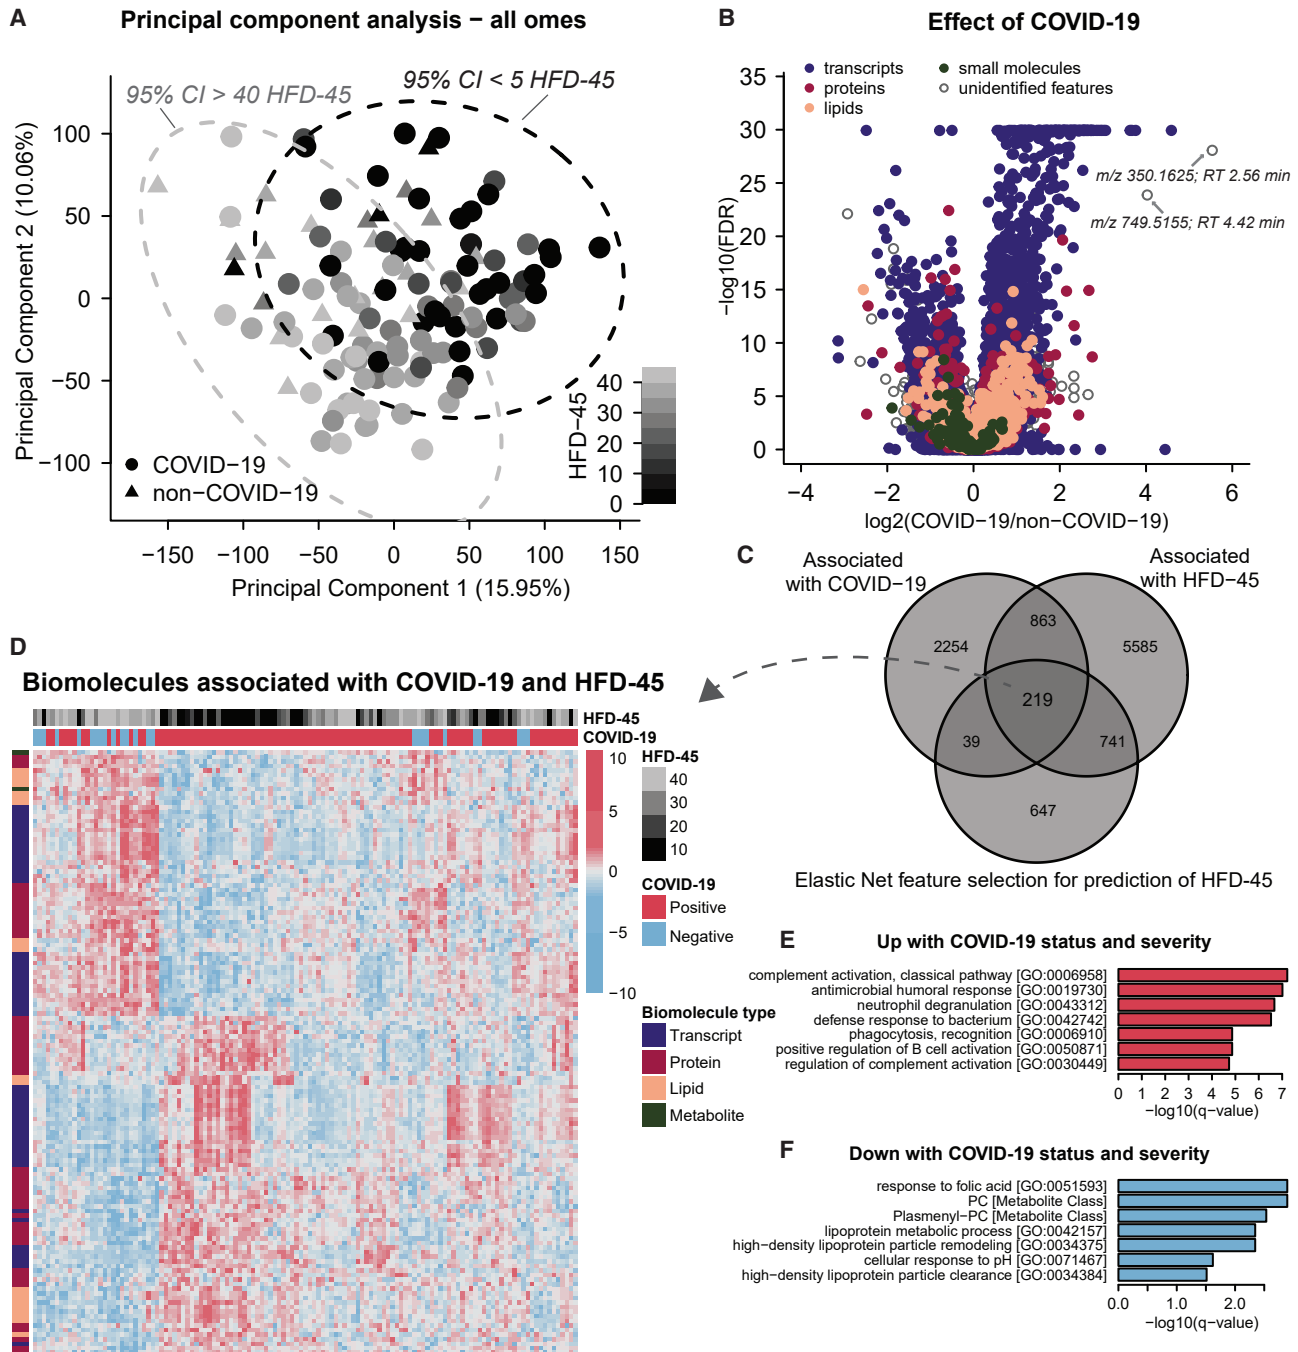 A
Principal component analysis − all omes
95% CI > 40 HFD-45
95% CI < 5 HFD-45
Principal Component 2 (10.06%)
100
50
0
−50
−100
COVID−19
non−COVID−19
HFD−45
40
30
20
10
0
−150
−100
−50
0
50
100
150
Principal Component 1 (15.95%)
B
Effect of COVID-19
transcripts
proteins
lipids
small molecules
unidentified features
−log10(FDR)
35
30
25
20
15
10
5
0
m/z 350.1625; RT 2.56 min
m/z 749.5155; RT 4.42 min
−4
−2
0
2
4
6
log2(COVID−19/non−COVID−19)
C
Associated
with COVID−19
Associated
with HFD−45
863
2254
5585
219
39
741
647
Elastic Net feature selection for prediction of HFD-45
D
Biomolecules associated with COVID-19 and HFD-45
HFD-45
COVID-19
10
5
0
−5
−10
HFD-45
40
30
20
10
COVID-19
Positive
Negative
Biomolecule type
Transcript
Protein
Lipid
Metabolite
E
Up with COVID-19 status and severity
complement activation, classical pathway [GO:0006958]
antimicrobial humoral response [GO:0019730]
neutrophil degranulation [GO:0043312]
defense response to bacterium [GO:0042742]
phagocytosis, recognition [GO:0006910]
positive regulation of B cell activation [GO:0050871]
regulation of complement activation [GO:0030449]
0 1 2 3 4 5 6 7
−log10(q−value)
F
Down with COVID-19 status and severity
response to folic acid [GO:0051593]
PC [Metabolite Class]
Plasmenyl−PC [Metabolite Class]
lipoprotein metabolic process [GO:0042157]
high−density lipoprotein particle remodeling [GO:0034375]
cellular response to pH [GO:0071467]
high−density lipoprotein particle clearance [GO:0034384]
0.0 1.0 2.0
−log10(q−value)